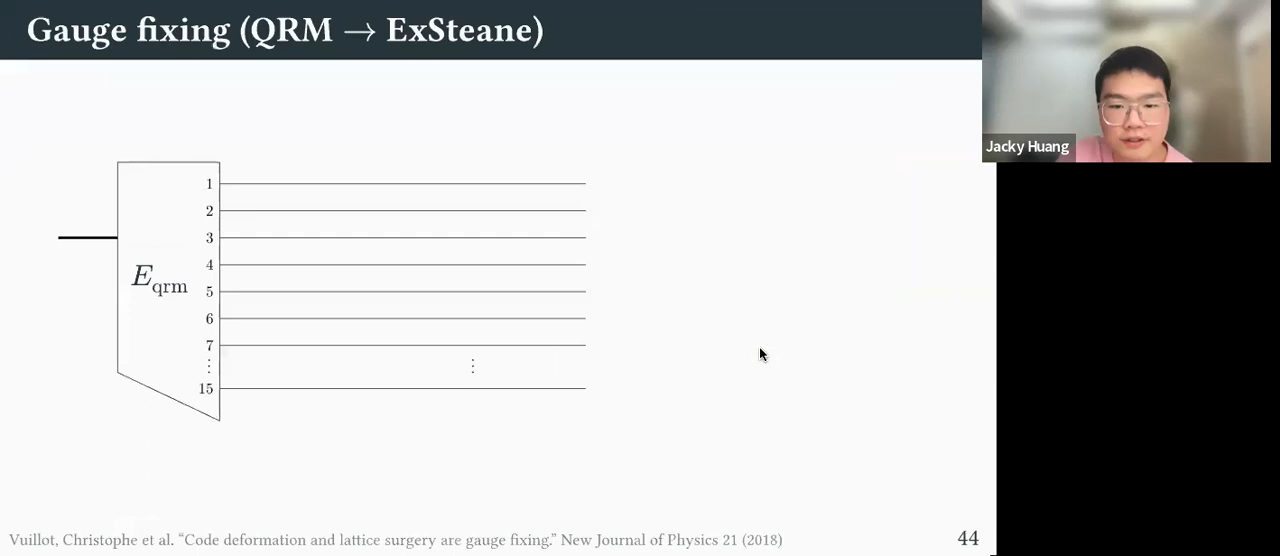 Gauge fixing (QRM → ExSteane)
Jacky Huang
1
2
3
4
E_qrm
5
6
7
⋮ ⋮
15
Vuillot, Christophe et al. “Code deformation and lattice surgery are gauge fixing.” New Journal of Physics 21 (2018)
44